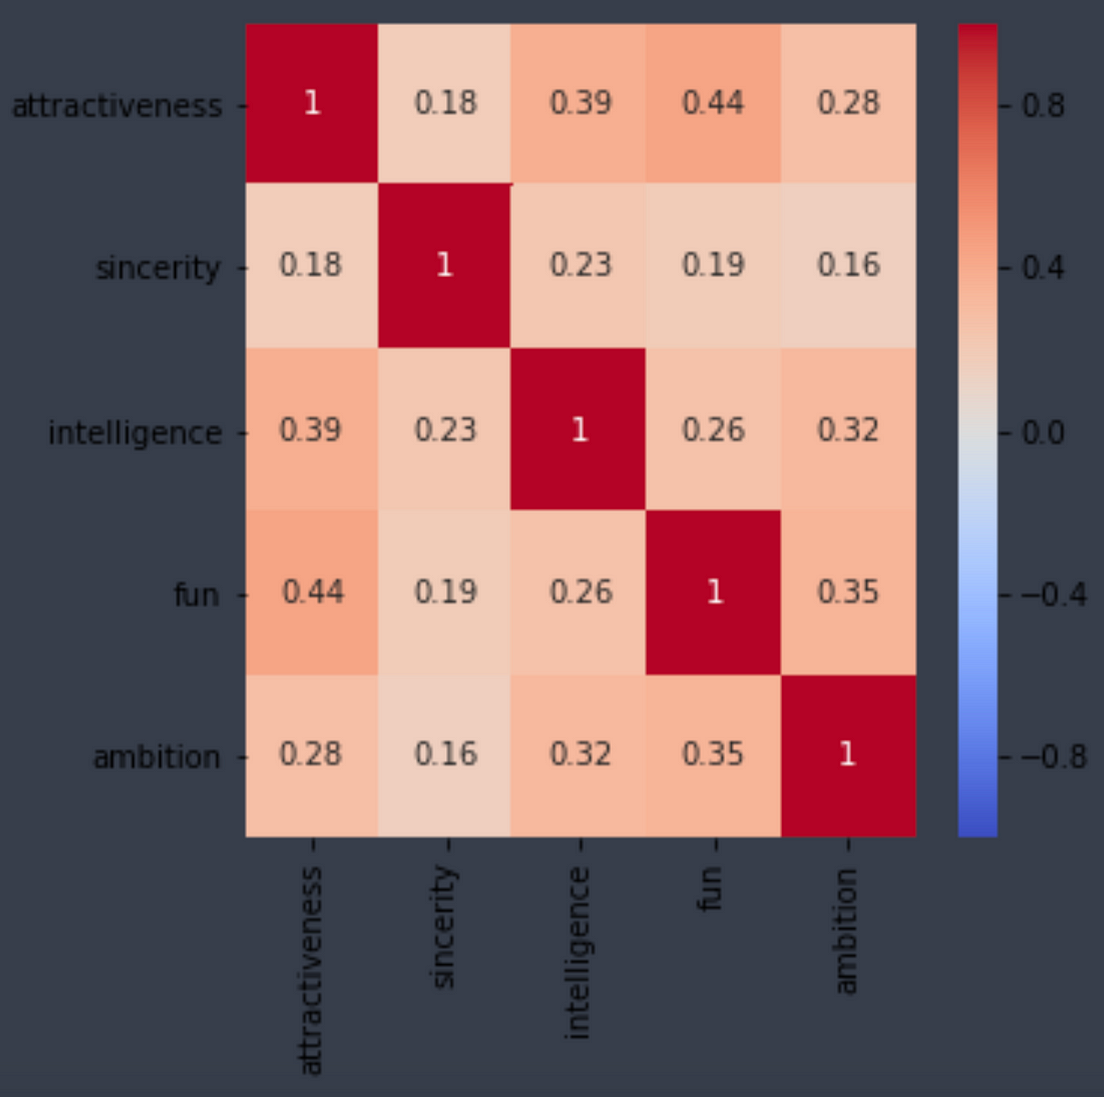 attractiveness 1 0.18 0.39 0.44 0.28
sincerity 0.18 1 0.23 0.19 0.16
intelligence 0.39 0.23 1 0.26 0.32
fun 0.44 0.19 0.26 1 0.35
ambition 0.28 0.16 0.32 0.35 1
attractiveness
sincerity
intelligence
fun
ambition
0.8
0.4
0.0
−0.4
−0.8